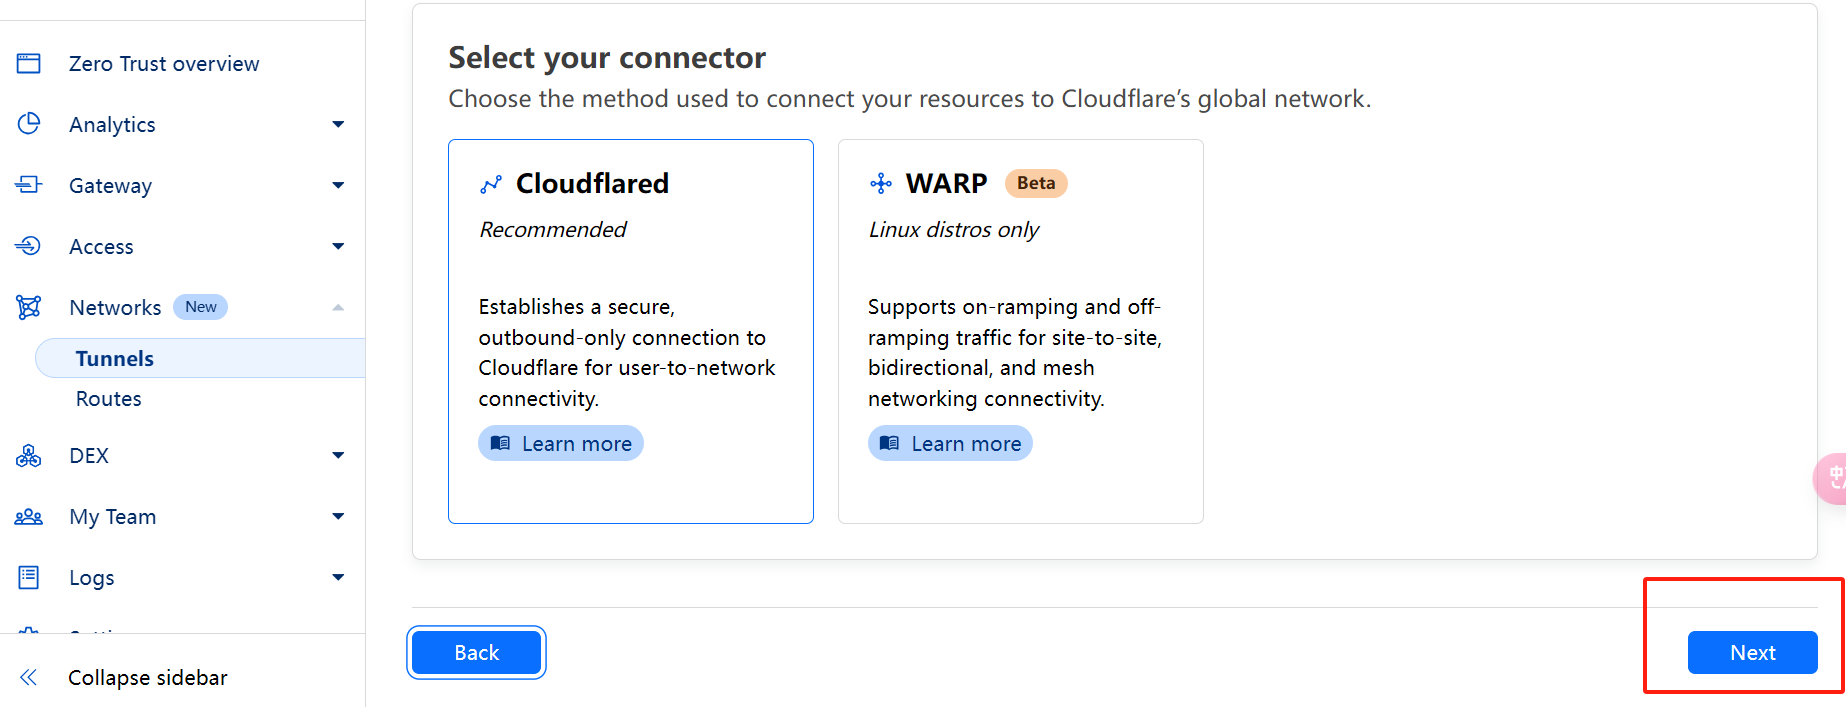 Zero Trust overview
Analytics
Gateway
Access
Networks New
Tunnels
Routes
DEX
My Team
Logs
Collapse sidebar
Select your connector
Choose the method used to connect your resources to Cloudflare’s global network.
Cloudflared
Recommended
Establishes a secure,
outbound-only connection to
Cloudflare for user-to-network
connectivity.
Learn more
WARP Beta
Linux distros only
Supports on-ramping and off-
ramping traffic for site-to-site,
bidirectional, and mesh
networking connectivity.
Learn more
Back
Next